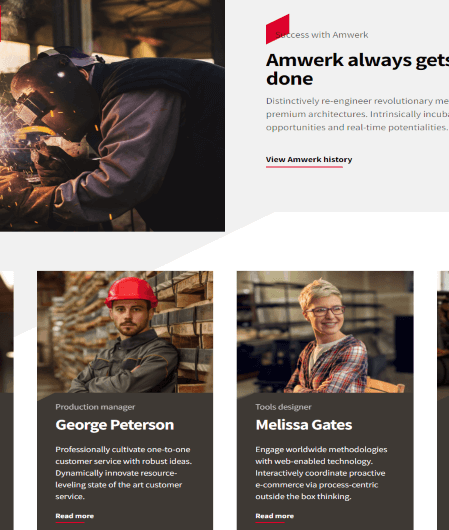 Success with Amwerk
Amwerk always gets
done
Distinctively re-engineer revolutionary me
premium architectures. Intrinsically incuba
opportunities and real-time potentialities.
View Amwerk history
Production manager
George Peterson
Professionally cultivate one-to-one
customer service with robust ideas.
Dynamically innovate resource-
leveling state of the art customer
service.
Read more
Tools designer
Melissa Gates
Engage worldwide methodologies
with web-enabled technology.
Interactively coordinate proactive
e-commerce via process-centric
outside the box thinking.
Read more